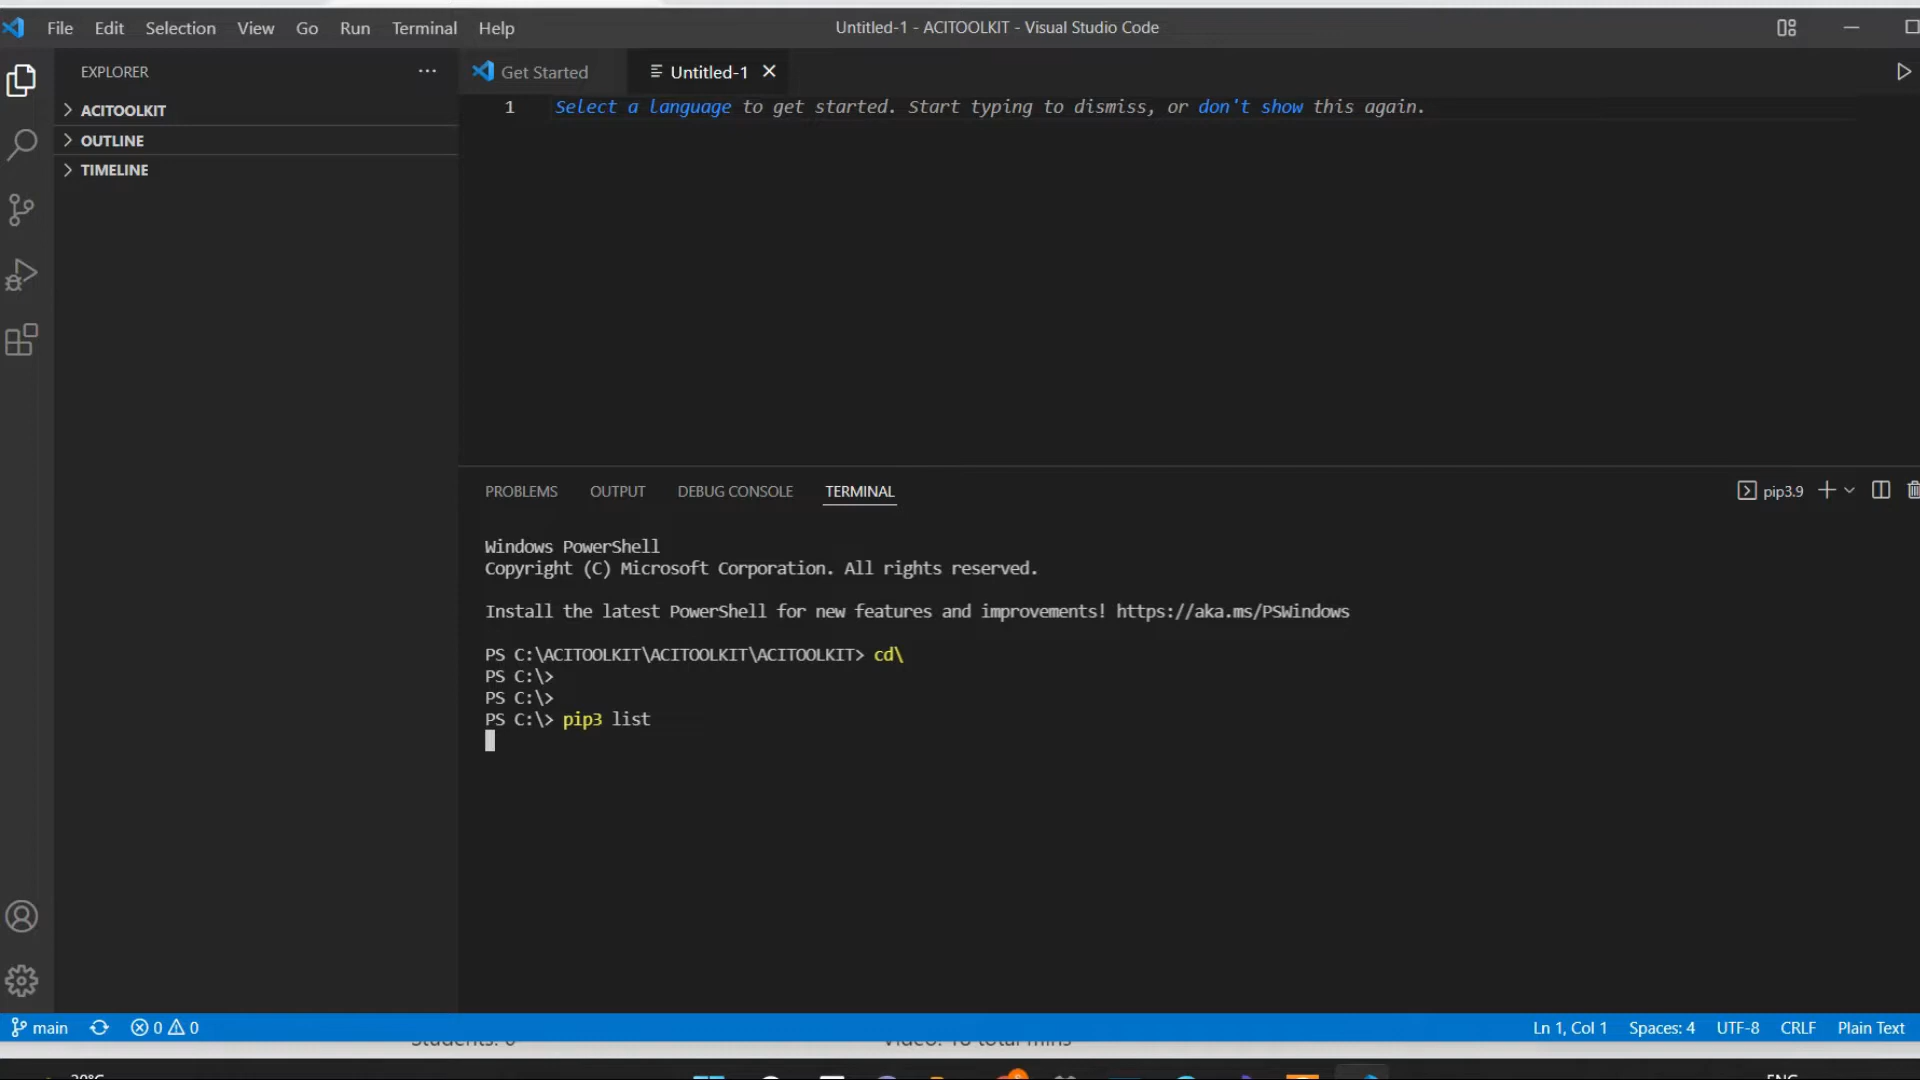 File Edit Selection View Go Run Terminal Help
Untitled-1 - ACITOOLKIT - Visual Studio Code
EXPLORER
ACITOOLKIT
OUTLINE
TIMELINE
Get Started
Untitled-1
1 Select a language to get started. Start typing to dismiss, or don't show this again.
PROBLEMS OUTPUT DEBUG CONSOLE TERMINAL
pip3.9
Windows PowerShell
Copyright (C) Microsoft Corporation. All rights reserved.
Install the latest PowerShell for new features and improvements! https://aka.ms/PSWindows
PS C:\ACITOOLKIT\ACITOOLKIT\ACITOOLKIT> cd\
PS C:\>
PS C:\>
PS C:\> pip3 list
main 0 0
Ln 1, Col 1 Spaces: 4 UTF-8 CRLF Plain Text